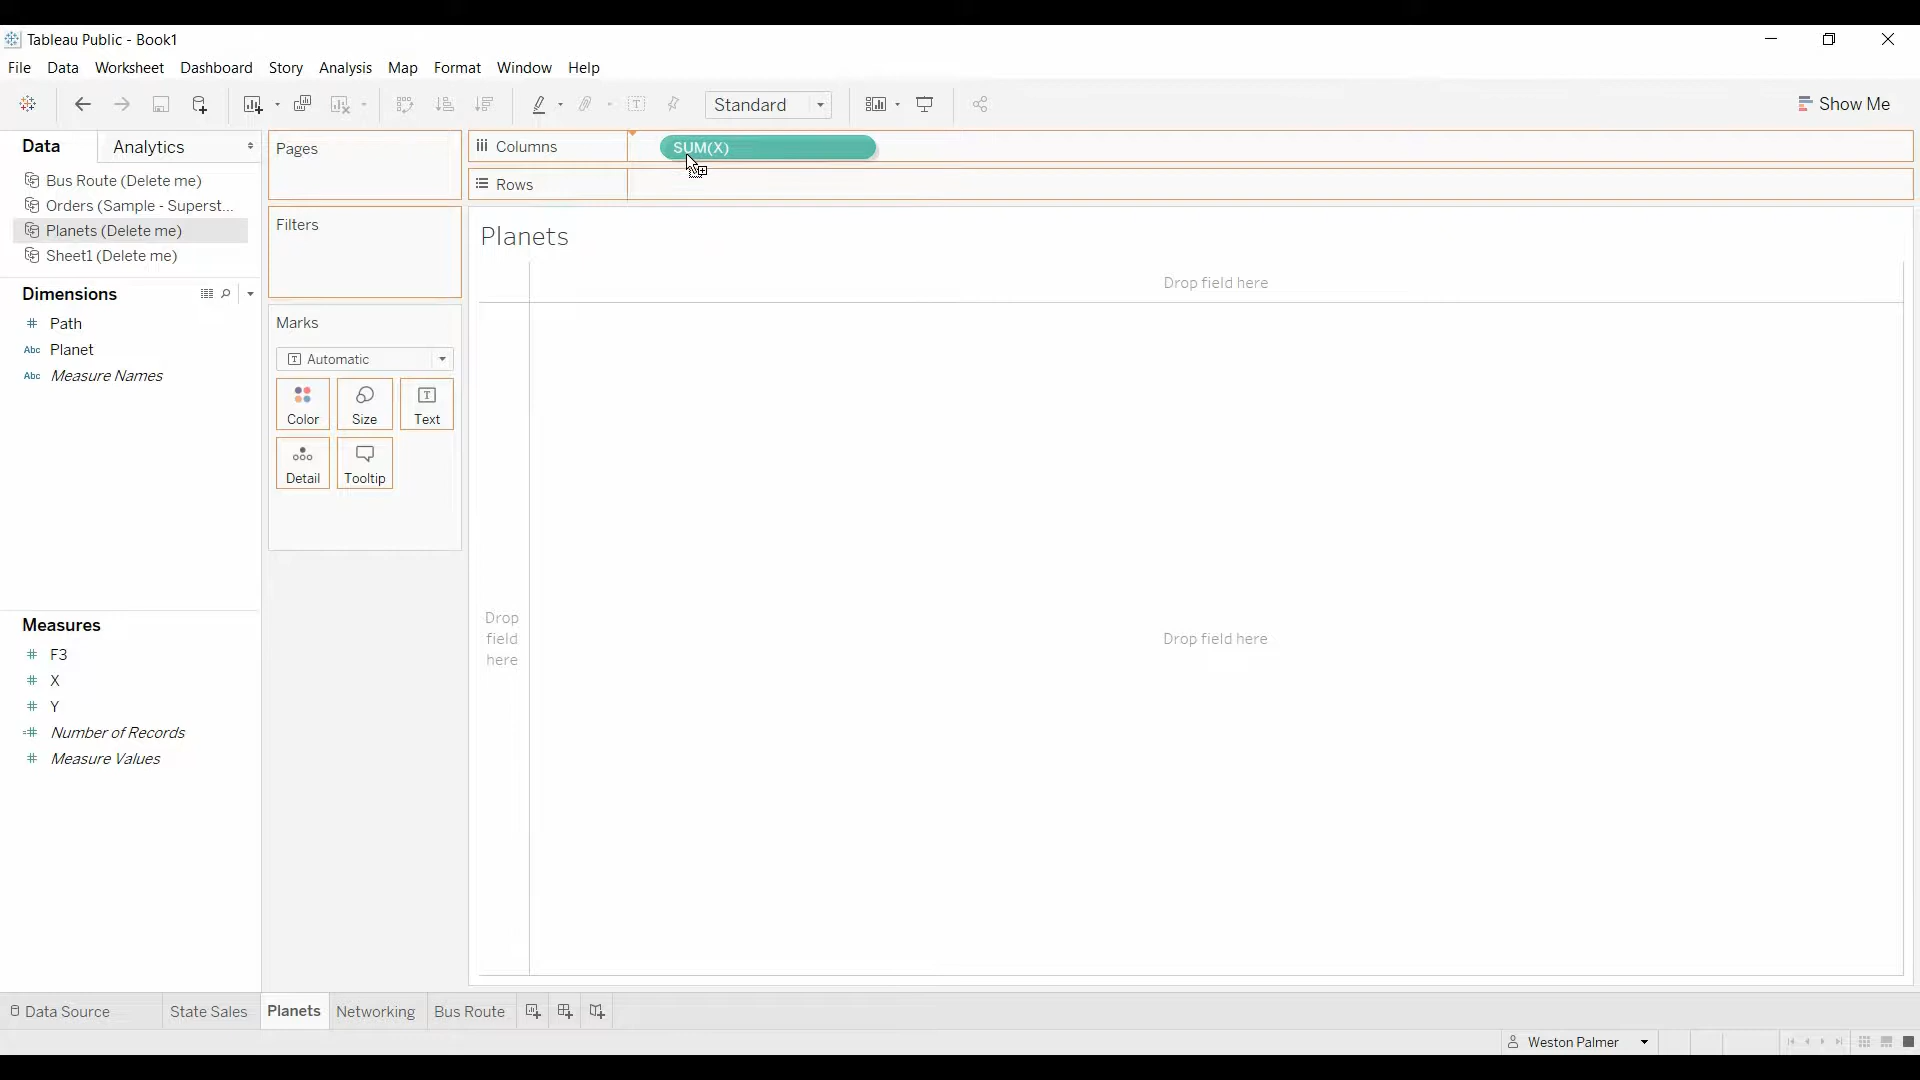 Tableau Public - Book1
File Data Worksheet Dashboard Story Analysis Map Format Window Help
Standard
Show Me
Data Analytics
Pages
Columns
SUM(X)
Rows
Bus Route (Delete me)
Orders (Sample - Superst...
Planets (Delete me)
Sheet1 (Delete me)
Filters
Planets
Drop field here
Dimensions
Path
Abc Planet
Abc Measure Names
Marks
T Automatic
Color Size Text
Detail Tooltip
Drop
field
here
Drop field here
Measures
F3
X
Y
Number of Records
Measure Values
Data Source State Sales Planets Networking Bus Route
Weston Palmer